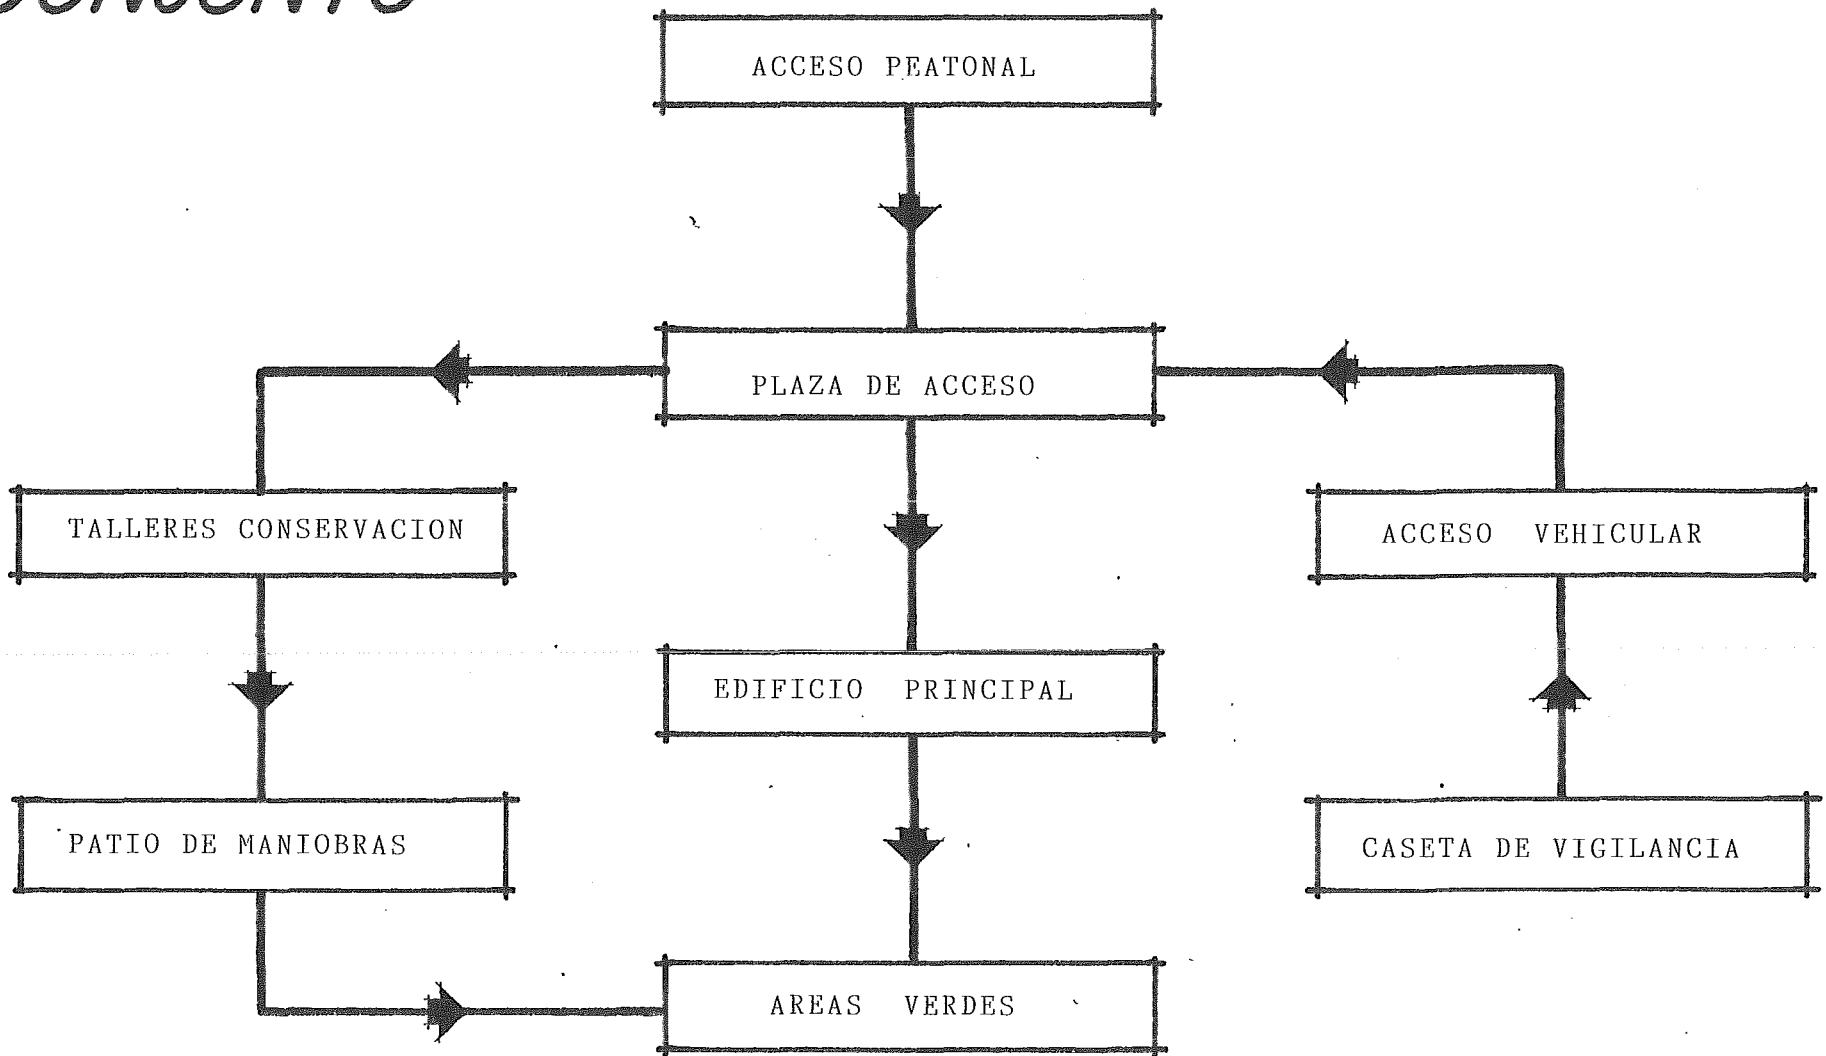 ACCESO PEATONAL
PLAZA DE ACCESO
TALLERES CONSERVACION
ACCESO VEHICULAR
EDIFICIO PRINCIPAL
PATIO DE MANIOBRAS
CASETA DE VIGILANCIA
AREAS VERDES